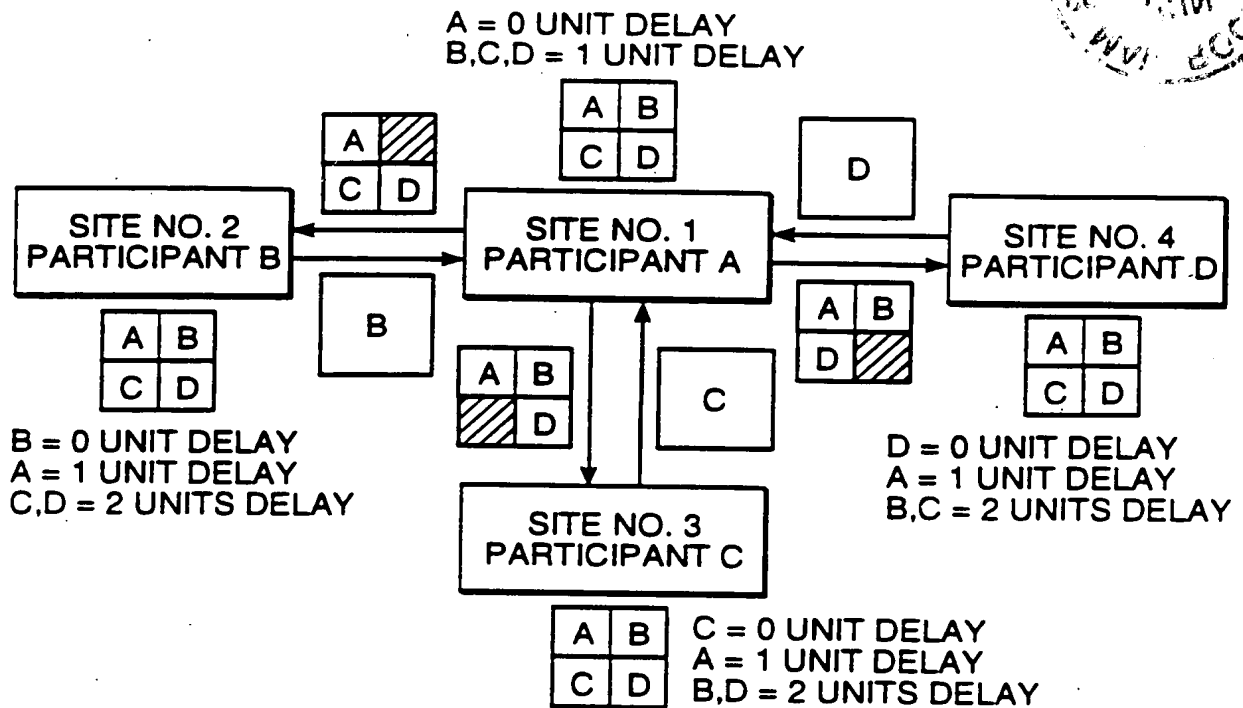 A = 0 UNIT DELAY
B,C,D = 1 UNIT DELAY
A B
C D
A
C D
D
SITE NO. 2
PARTICIPANT B
SITE NO. 1
PARTICIPANT A
SITE NO. 4
PARTICIPANT D
A B
C D
B
A B
D
C
A B
D
A B
C D
B = 0 UNIT DELAY
A = 1 UNIT DELAY
C,D = 2 UNITS DELAY
D = 0 UNIT DELAY
A = 1 UNIT DELAY
B,C = 2 UNITS DELAY
SITE NO. 3
PARTICIPANT C
A B
C D
C = 0 UNIT DELAY
A = 1 UNIT DELAY
B,D = 2 UNITS DELAY